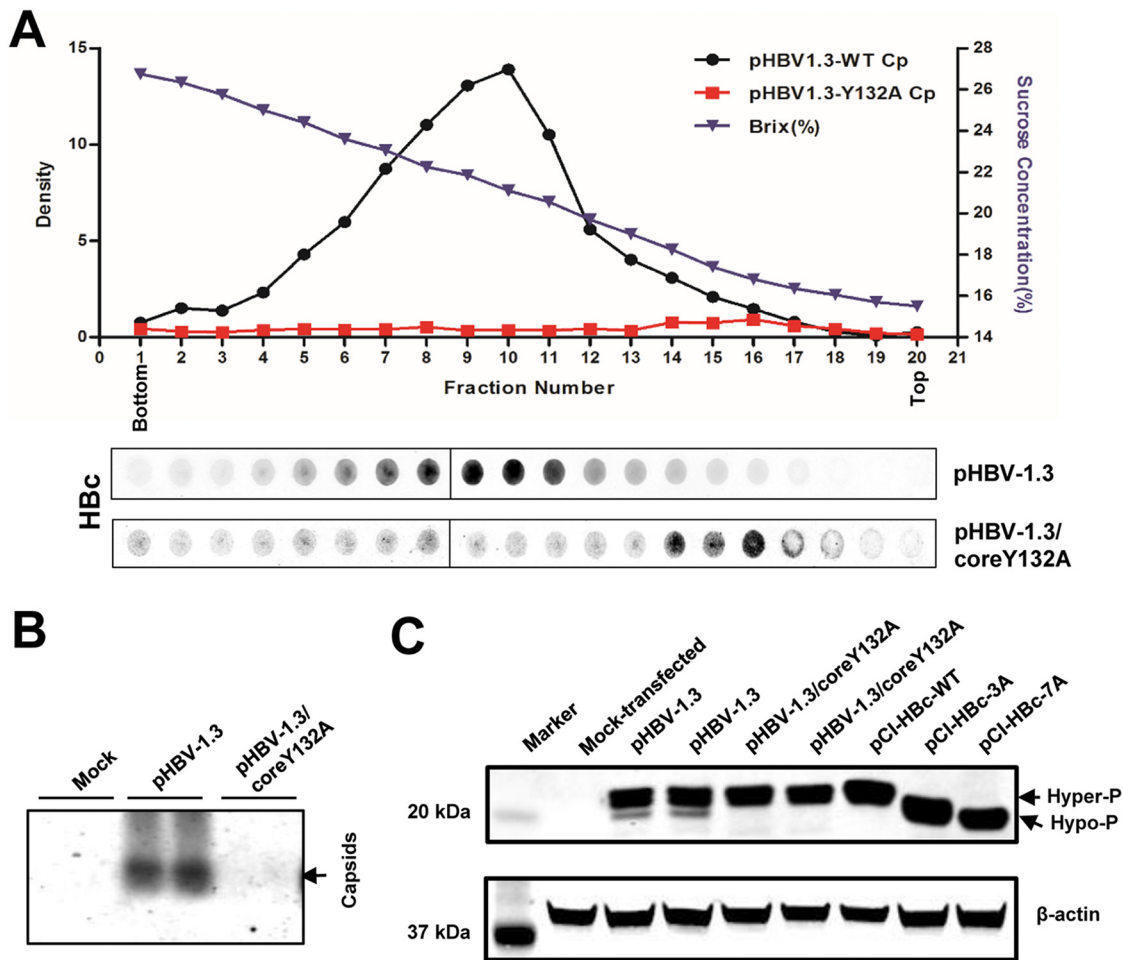 A
15
10
5
0
Density
28
26
24
22
20
18
16
14
Sucrose Concentration(%)
pHBV1.3-WT Cp
pHBV1.3-Y132A Cp
Brix(%)
0 1 2 3 4 5 6 7 8 9 10 11 12 13 14 15 16 17 18 19 20 21
Bottom
Fraction Number
Top
HBc
pHBV-1.3
pHBV-1.3/
coreY132A
B
Mock
pHBV-1.3
pHBV-1.3/
coreY132A
Capsids
C
Marker
Mock-transfected
pHBV-1.3
pHBV-1.3
pHBV-1.3/coreY132A
pHBV-1.3/coreY132A
pCI-HBc-WT
pCI-HBc-3A
pCI-HBc-7A
20 kDa
Hyper-P
Hypo-P
37 kDa
β-actin